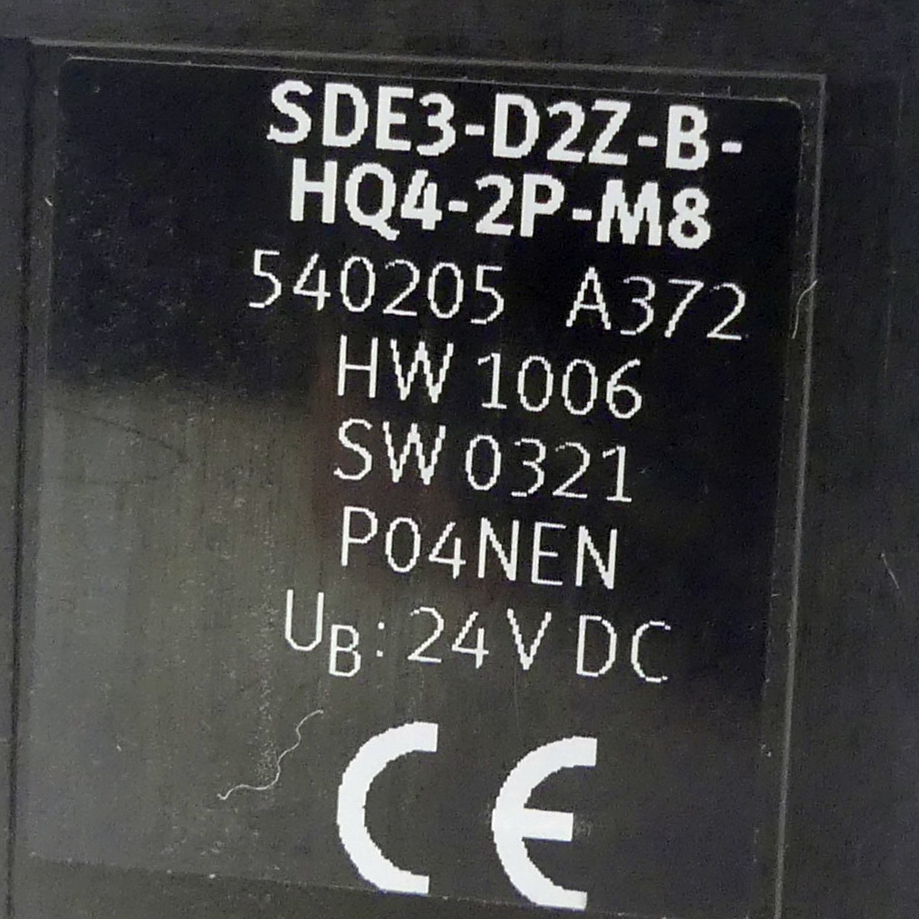 SDE3-D2Z-B-
HQ4-2P-M8
540205 A372
HW 1006
SW 0321
P04NEN
UB: 24 V DC
CE